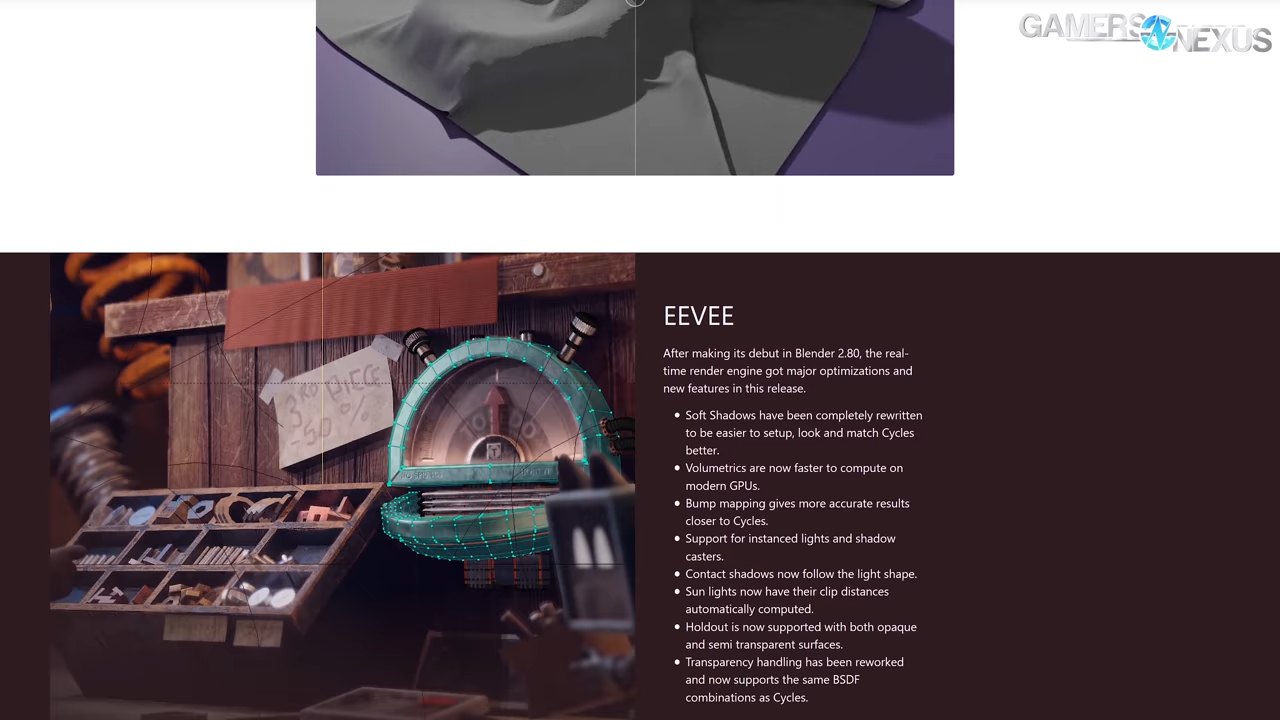 GAMERS NEXUS
3RD PIECE
-50%
EEVEE
After making its debut in Blender 2.80, the real-
time render engine got major optimizations and
new features in this release.
Soft Shadows have been completely rewritten
to be easier to setup, look and match Cycles
better.
Volumetrics are now faster to compute on
modern GPUs.
Bump mapping gives more accurate results
closer to Cycles.
Support for instanced lights and shadow
casters.
Contact shadows now follow the light shape.
Sun lights now have their clip distances
automatically computed.
Holdout is now supported with both opaque
and semi transparent surfaces.
Transparency handling has been reworked
and now supports the same BSDF
combinations as Cycles.